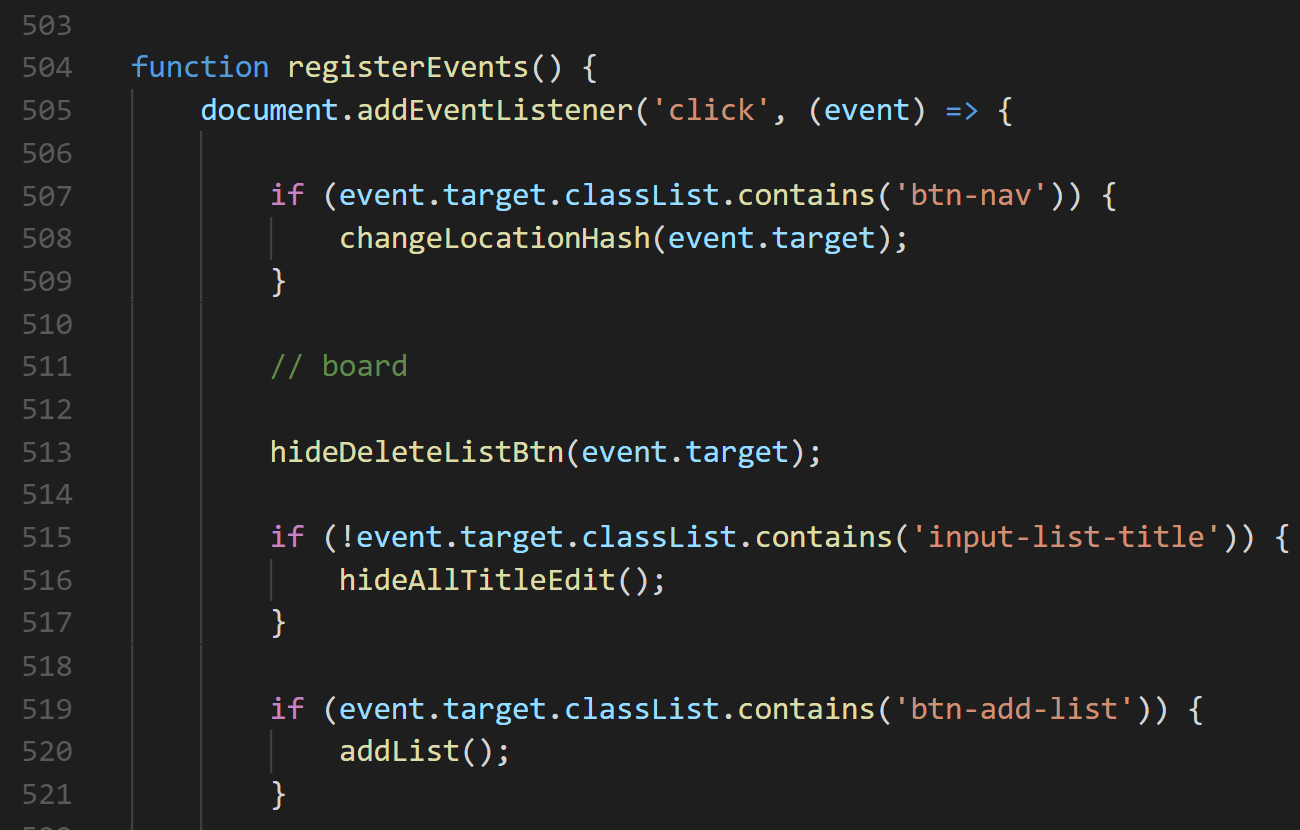 503
504 function registerEvents() {
505 document.addEventListener('click', (event) => {
506
507 if (event.target.classList.contains('btn-nav')) {
508 changeLocationHash(event.target);
509 }
510
511 // board
512
513 hideDeleteListBtn(event.target);
514
515 if (!event.target.classList.contains('input-list-title')) {
516 hideAllTitleEdit();
517 }
518
519 if (event.target.classList.contains('btn-add-list')) {
520 addList();
521 }